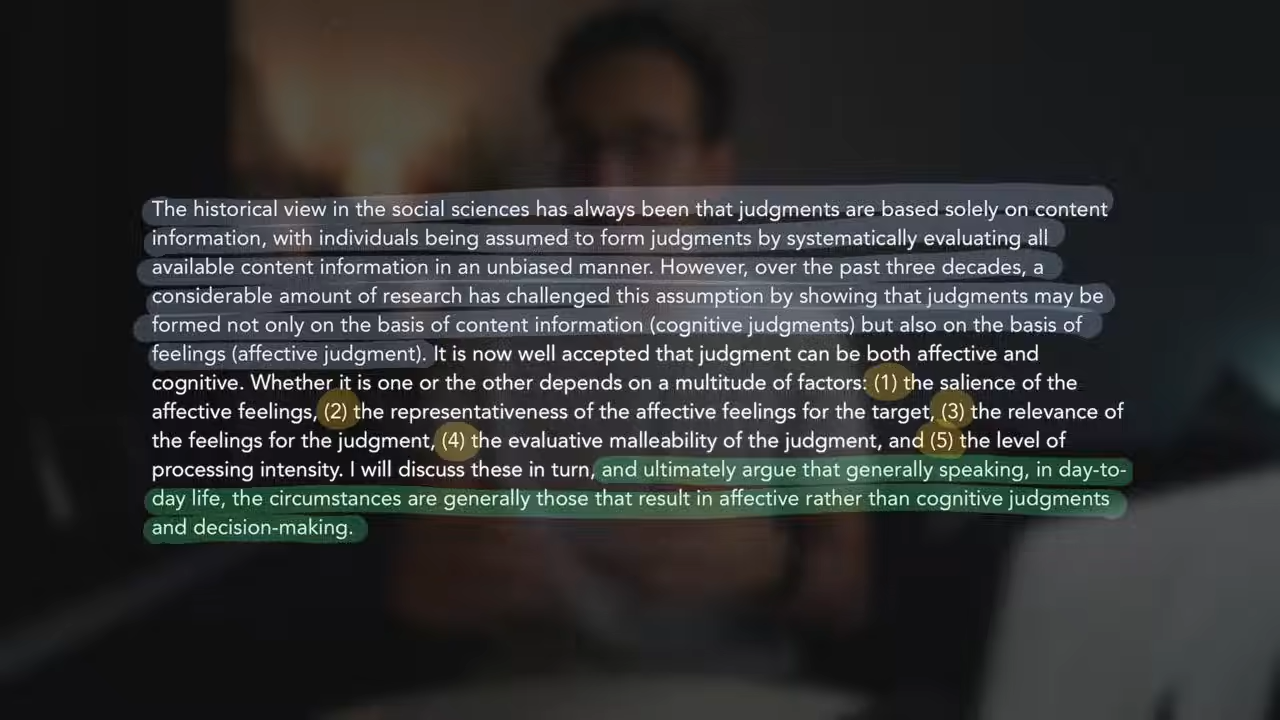 The historical view in the social sciences has always been that judgments are based solely on content
information, with individuals being assumed to form judgments by systematically evaluating all
available content information in an unbiased manner. However, over the past three decades, a
considerable amount of research has challenged this assumption by showing that judgments may be
formed not only on the basis of content information (cognitive judgments) but also on the basis of
feelings (affective judgment). It is now well accepted that judgment can be both affective and
cognitive. Whether it is one or the other depends on a multitude of factors: (1) the salience of the
affective feelings, (2) the representativeness of the affective feelings for the target, (3) the relevance of
the feelings for the judgment, (4) the evaluative malleability of the judgment, and (5) the level of
processing intensity. I will discuss these in turn, and ultimately argue that generally speaking, in day-to-
day life, the circumstances are generally those that result in affective rather than cognitive judgments
and decision-making.